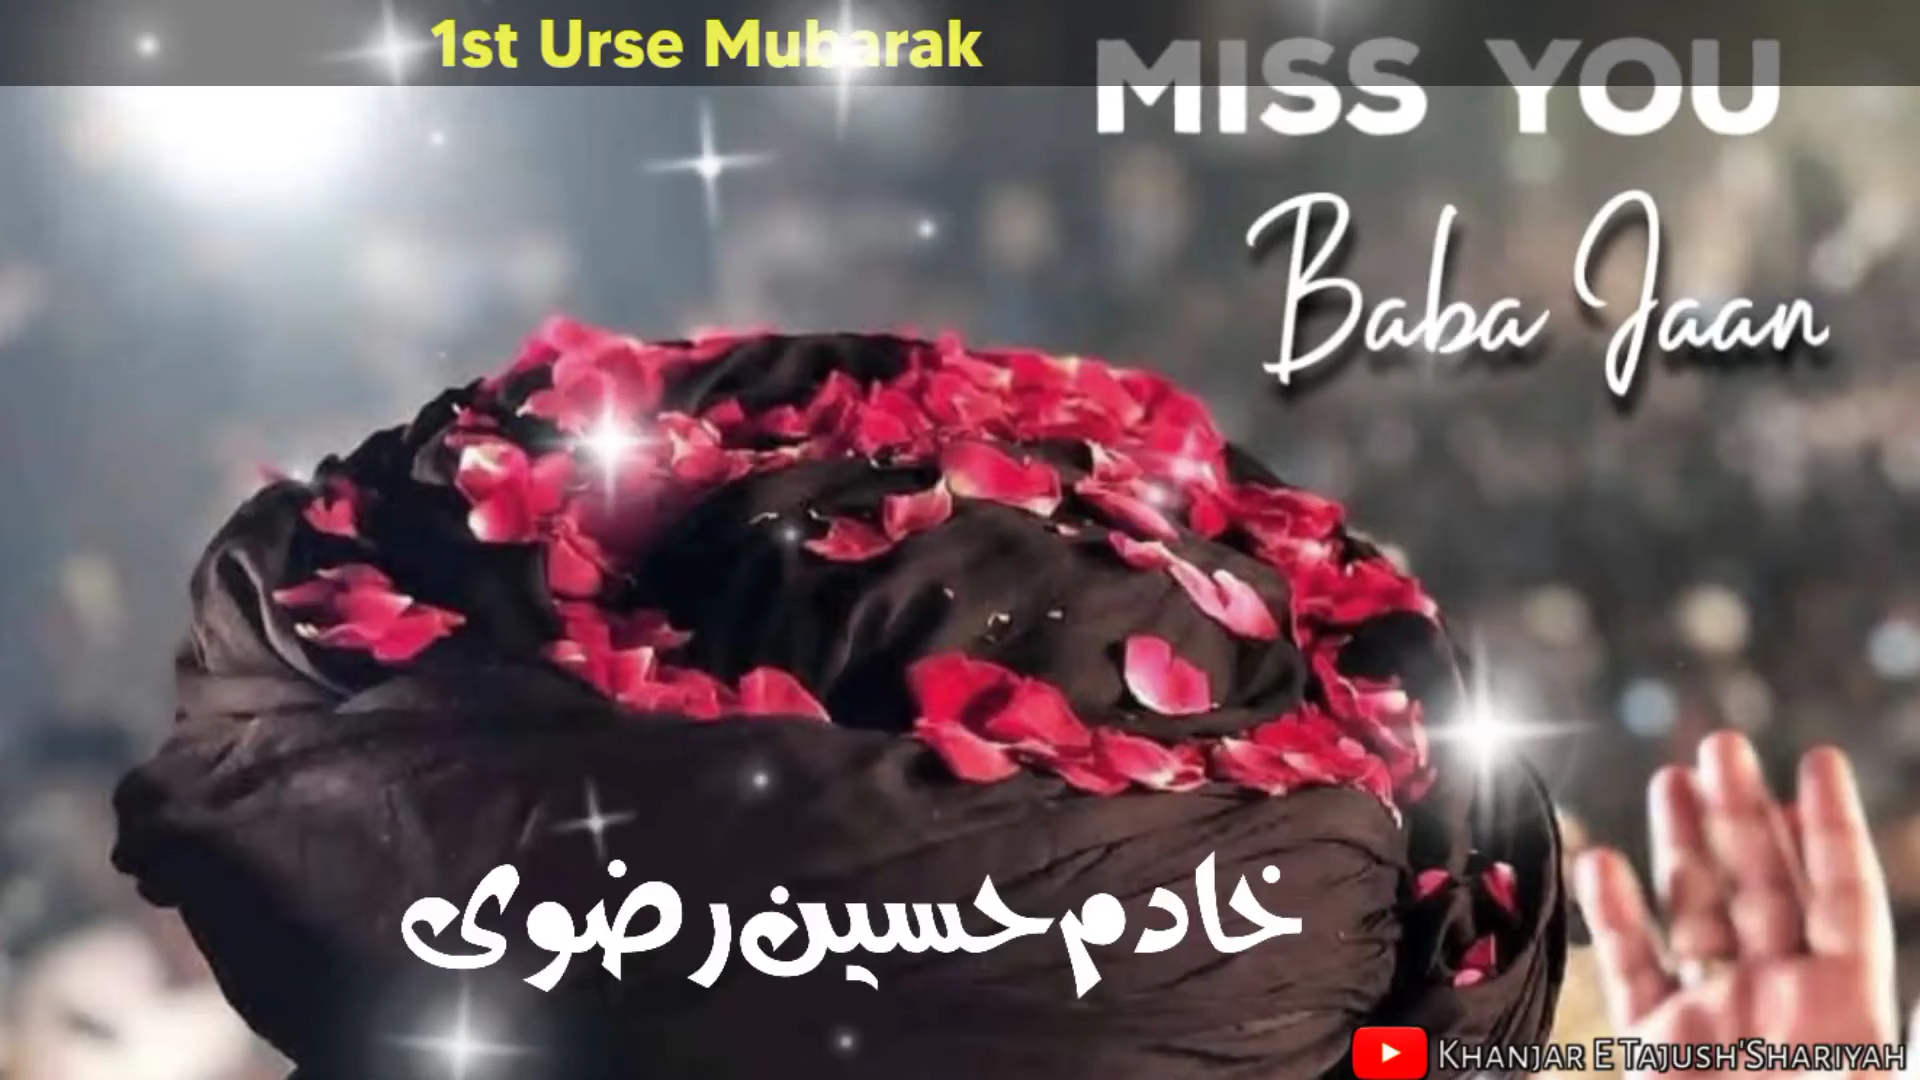 1st Urse Mubarak
MISS YOU
Baba Jaan
خادم حسین رضوی
KHANJAR E TAJUSH'SHARIYAH